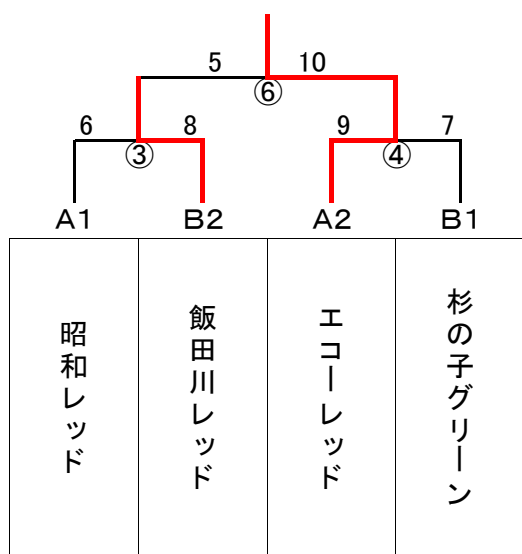 5 10
⑥
6 8 9 7
③ ④
A1 B2 A2 B1
昭和レッド
飯田川レッド
エコーレッド
杉の子グリーン